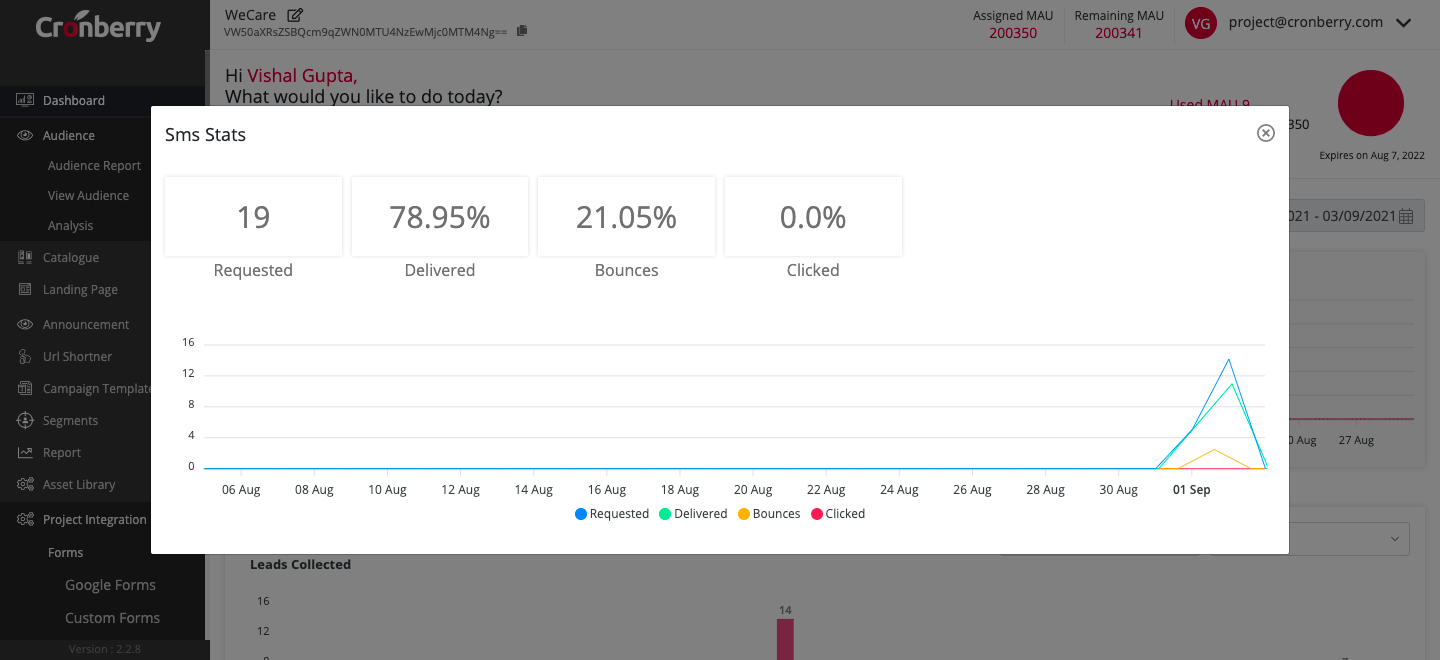 Cronberry
WeCare
VW50aXRsZSBQcm9qZWN0MTU4NzEwMjc0MTM4Ng==
Assigned MAU
200350
Remaining MAU
200341
VG
project@cronberry.com
Hi Vishal Gupta,
What would you like to do today?
Used MAU 9
350
Expires on Aug 7, 2022
021 - 03/09/2021
Dashboard
Audience
Audience Report
View Audience
Analysis
Catalogue
Landing Page
Announcement
Url Shortner
Campaign Template
Segments
Report
Asset Library
Project Integration
Forms
Google Forms
Custom Forms
Version : 2.2.8
Sms Stats
19
78.95%
21.05%
0.0%
Requested
Delivered
Bounces
Clicked
16
12
8
4
0
06 Aug
08 Aug
10 Aug
12 Aug
14 Aug
16 Aug
18 Aug
20 Aug
22 Aug
24 Aug
26 Aug
28 Aug
30 Aug
01 Sep
Requested
Delivered
Bounces
Clicked
0 Aug
27 Aug
Leads Collected
16
12
14